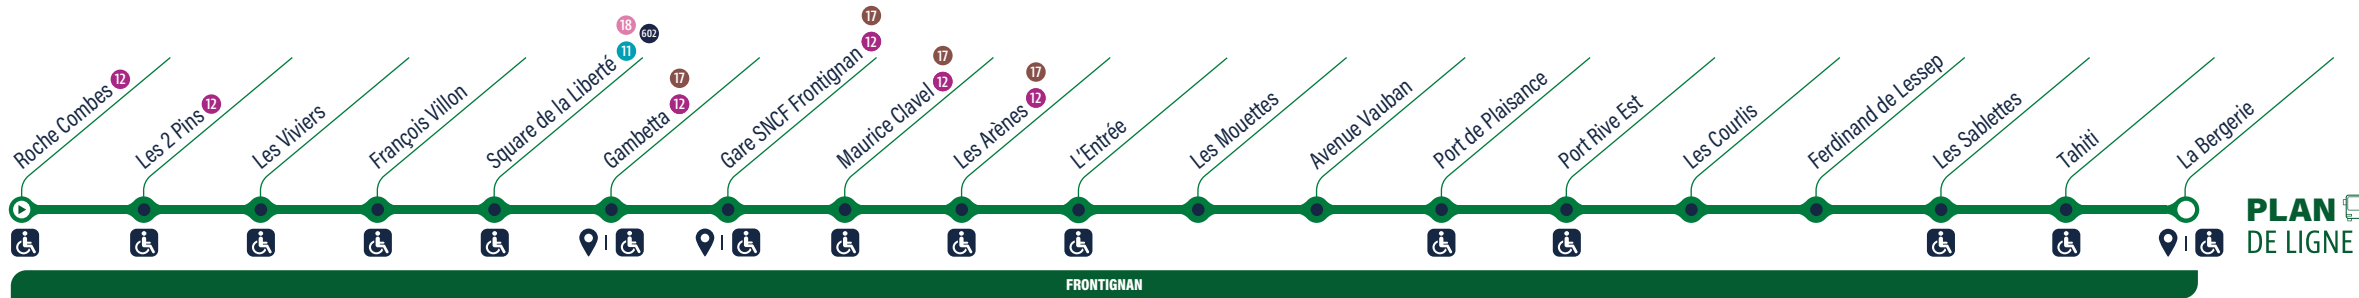 Roche Combes 12
Les 2 Pins 12
Les Viviers
François Villon
Square de la Liberté 11 18 602
Gambetta 12 17
Gare SNCF Frontignan 12 17
Maurice Clavel 12 17
Les Arènes 12 17
L'Entrée
Les Mouettes
Avenue Vauban
Port de Plaisance
Port Rive Est
Les Courlis
Ferdinand de Lessep
Les Sablettes
Tahiti
La Bergerie
PLAN
DE LIGNE
FRONTIGNAN